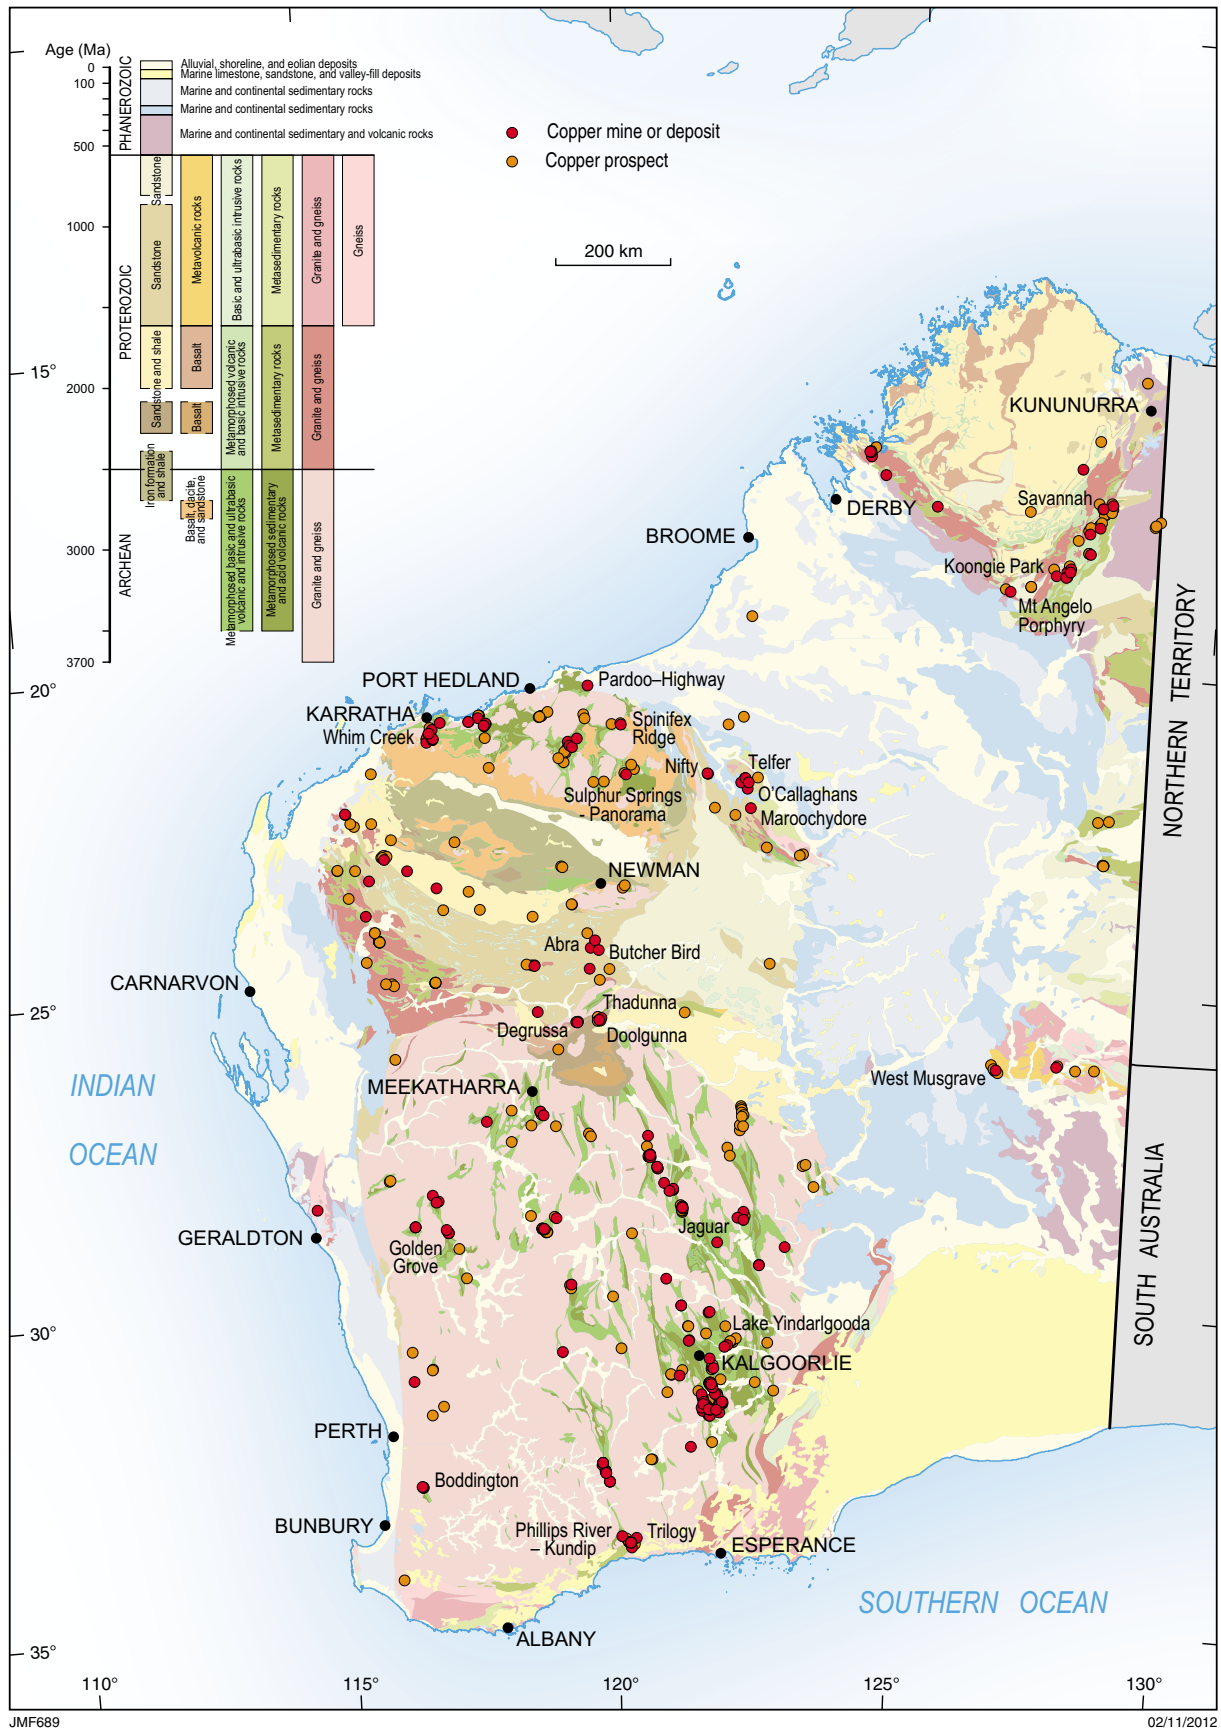 Age (Ma)
0
100
500
1000
2000
3000
3700
PHANEROZOIC
PROTEROZOIC
ARCHEAN
Alluvial, shoreline, and eolian deposits
Marine limestone, sandstone, and valley-fill deposits
Marine and continental sedimentary rocks
Marine and continental sedimentary rocks
Marine and continental sedimentary and volcanic rocks
Sandstone
Sandstone
Metavolcanic rocks
Basic and ultrabasic intrusive rocks
Metasedimentary rocks
Granite and gneiss
Gneiss
Sandstone and shale
Basalt
Sandstone
Basalt
Metamorphosed volcanic
and basic intrusive rocks
Metasedimentary rocks
Granite and gneiss
Iron formation
and shale
Basalt, dacite,
and sandstone
Metamorphosed basic and ultrabasic
volcanic and intrusive rocks
Metamorphosed sedimentary
and acid volcanic rocks
Granite and gneiss
Copper mine or deposit
Copper prospect
200 km
15°
KUNUNURRA
Savannah
DERBY
BROOME
Koongie Park
Mt Angelo
Porphyry
NORTHERN TERRITORY
20°
PORT HEDLAND
Pardoo–Highway
KARRATHA
Whim Creek
Spinifex
Ridge
Nifty
Telfer
O'Callaghans
Maroochydore
Sulphur Springs
- Panorama
NEWMAN
Abra
Butcher Bird
CARNARVON
25°
Thadunna
Degrussa
Doolgunna
West Musgrave
MEEKATHARRA
INDIAN
OCEAN
SOUTH AUSTRALIA
Jaguar
GERALDTON
Golden
Grove
30°
Lake Yindarlgooda
KALGOORLIE
PERTH
Boddington
BUNBURY
Phillips River
– Kundip
Trilogy
ESPERANCE
SOUTHERN OCEAN
ALBANY
35°
110°
115°
120°
125°
130°
JMF689
02/11/2012